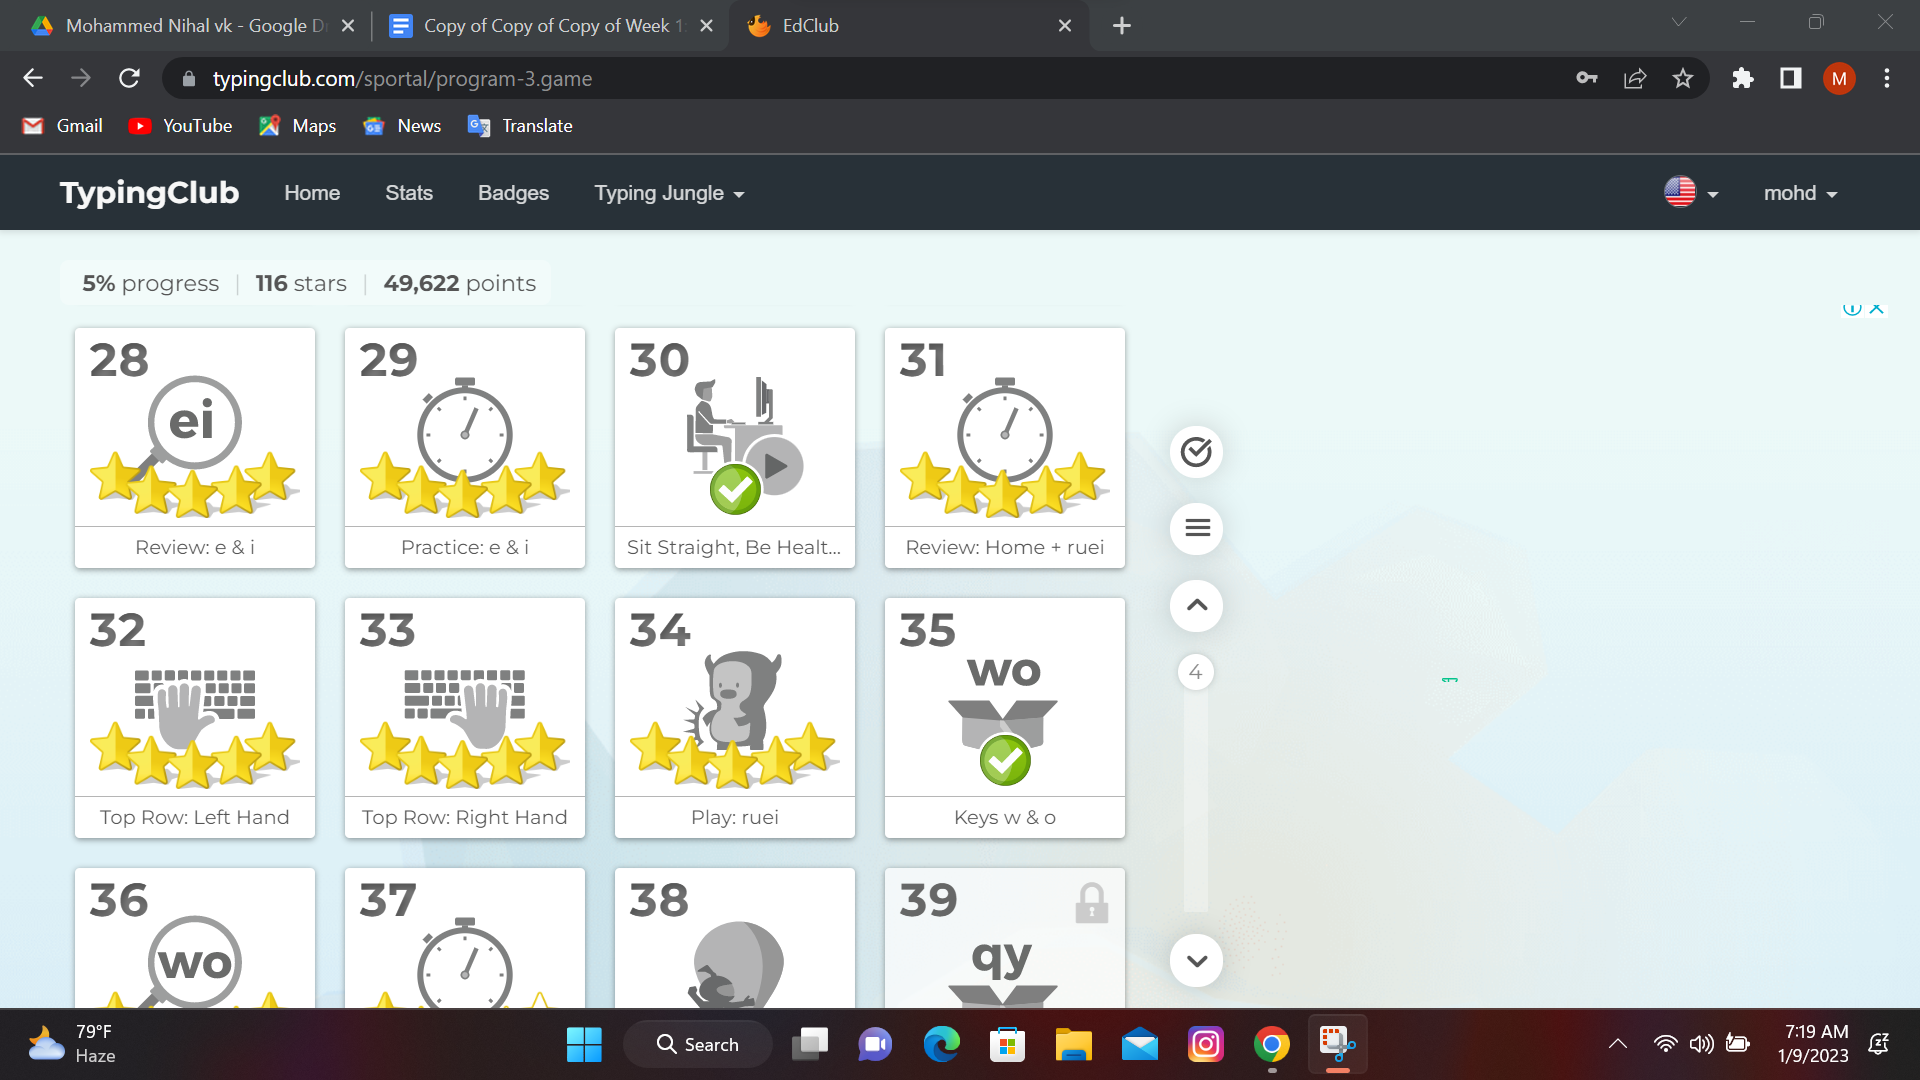 Mohammed Nihal vk - Google D
Copy of Copy of Copy of Week 1
EdClub
typingclub.com/sportal/program-3.game
M
Gmail
YouTube
Maps
News
Translate
TypingClub
Home
Stats
Badges
Typing Jungle
mohd
5% progress
116 stars
49,622 points
28
29
30
31
ei
Review: e & i
Practice: e & i
Sit Straight, Be Healt...
Review: Home + ruei
32
33
34
35
wo
4
Top Row: Left Hand
Top Row: Right Hand
Play: ruei
Keys w & o
36
37
38
39
wo
qy
79°F
Haze
Search
7:19 AM
1/9/2023